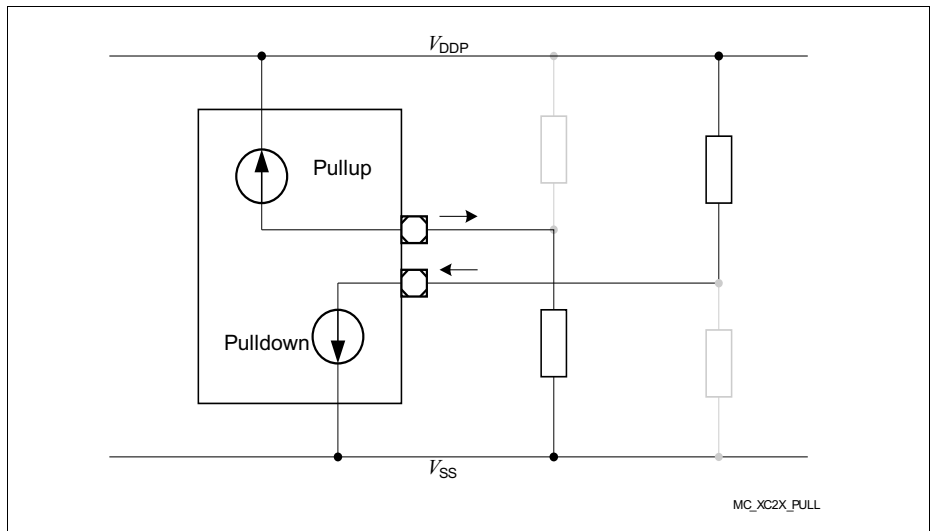 VDDP
Pullup
Pulldown
VSS
MC_XC2X_PULL